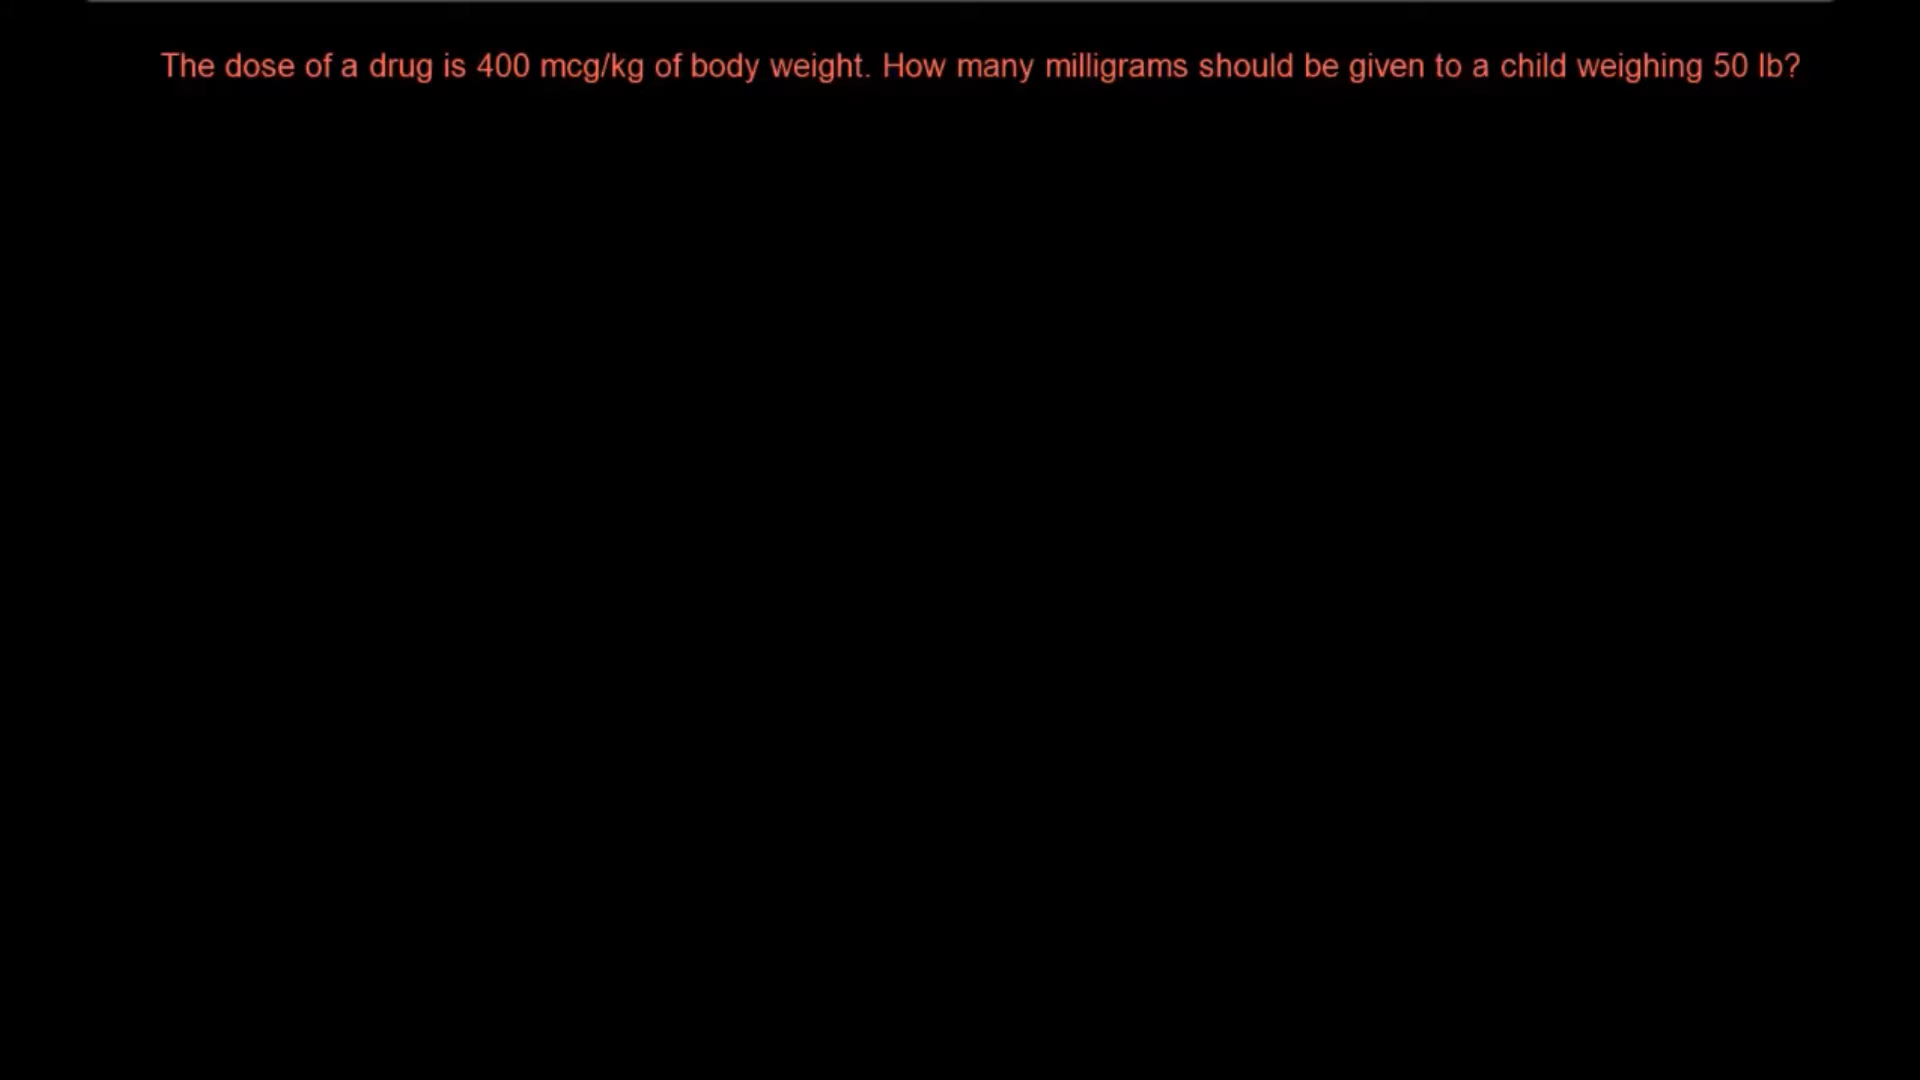 The dose of a drug is 400 mcg/kg of body weight. How many milligrams should be given to a child weighing 50 lb?